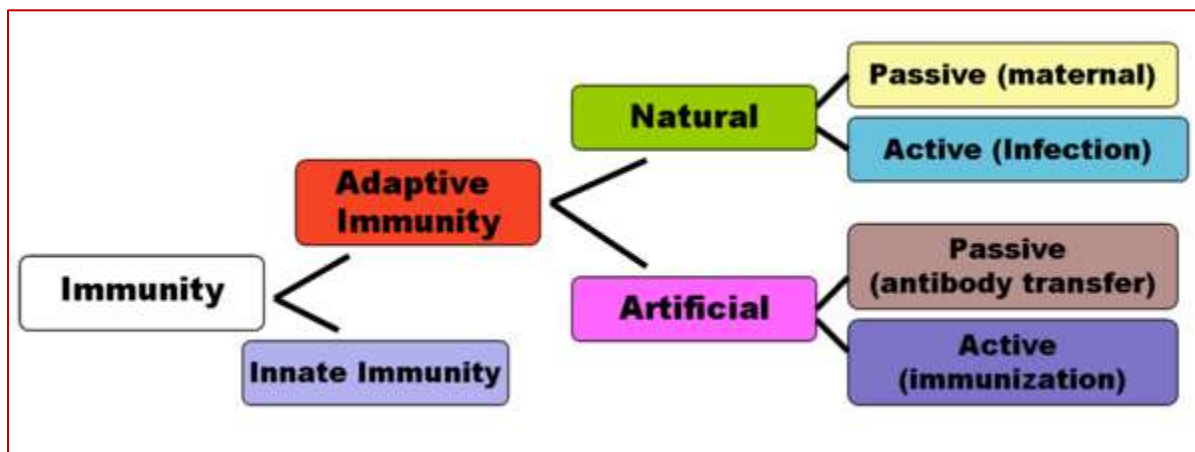 Passive (maternal)
Natural
Active (Infection)
Adaptive
Immunity
Passive
(antibody transfer)
Immunity
Artificial
Innate Immunity
Active
(immunization)